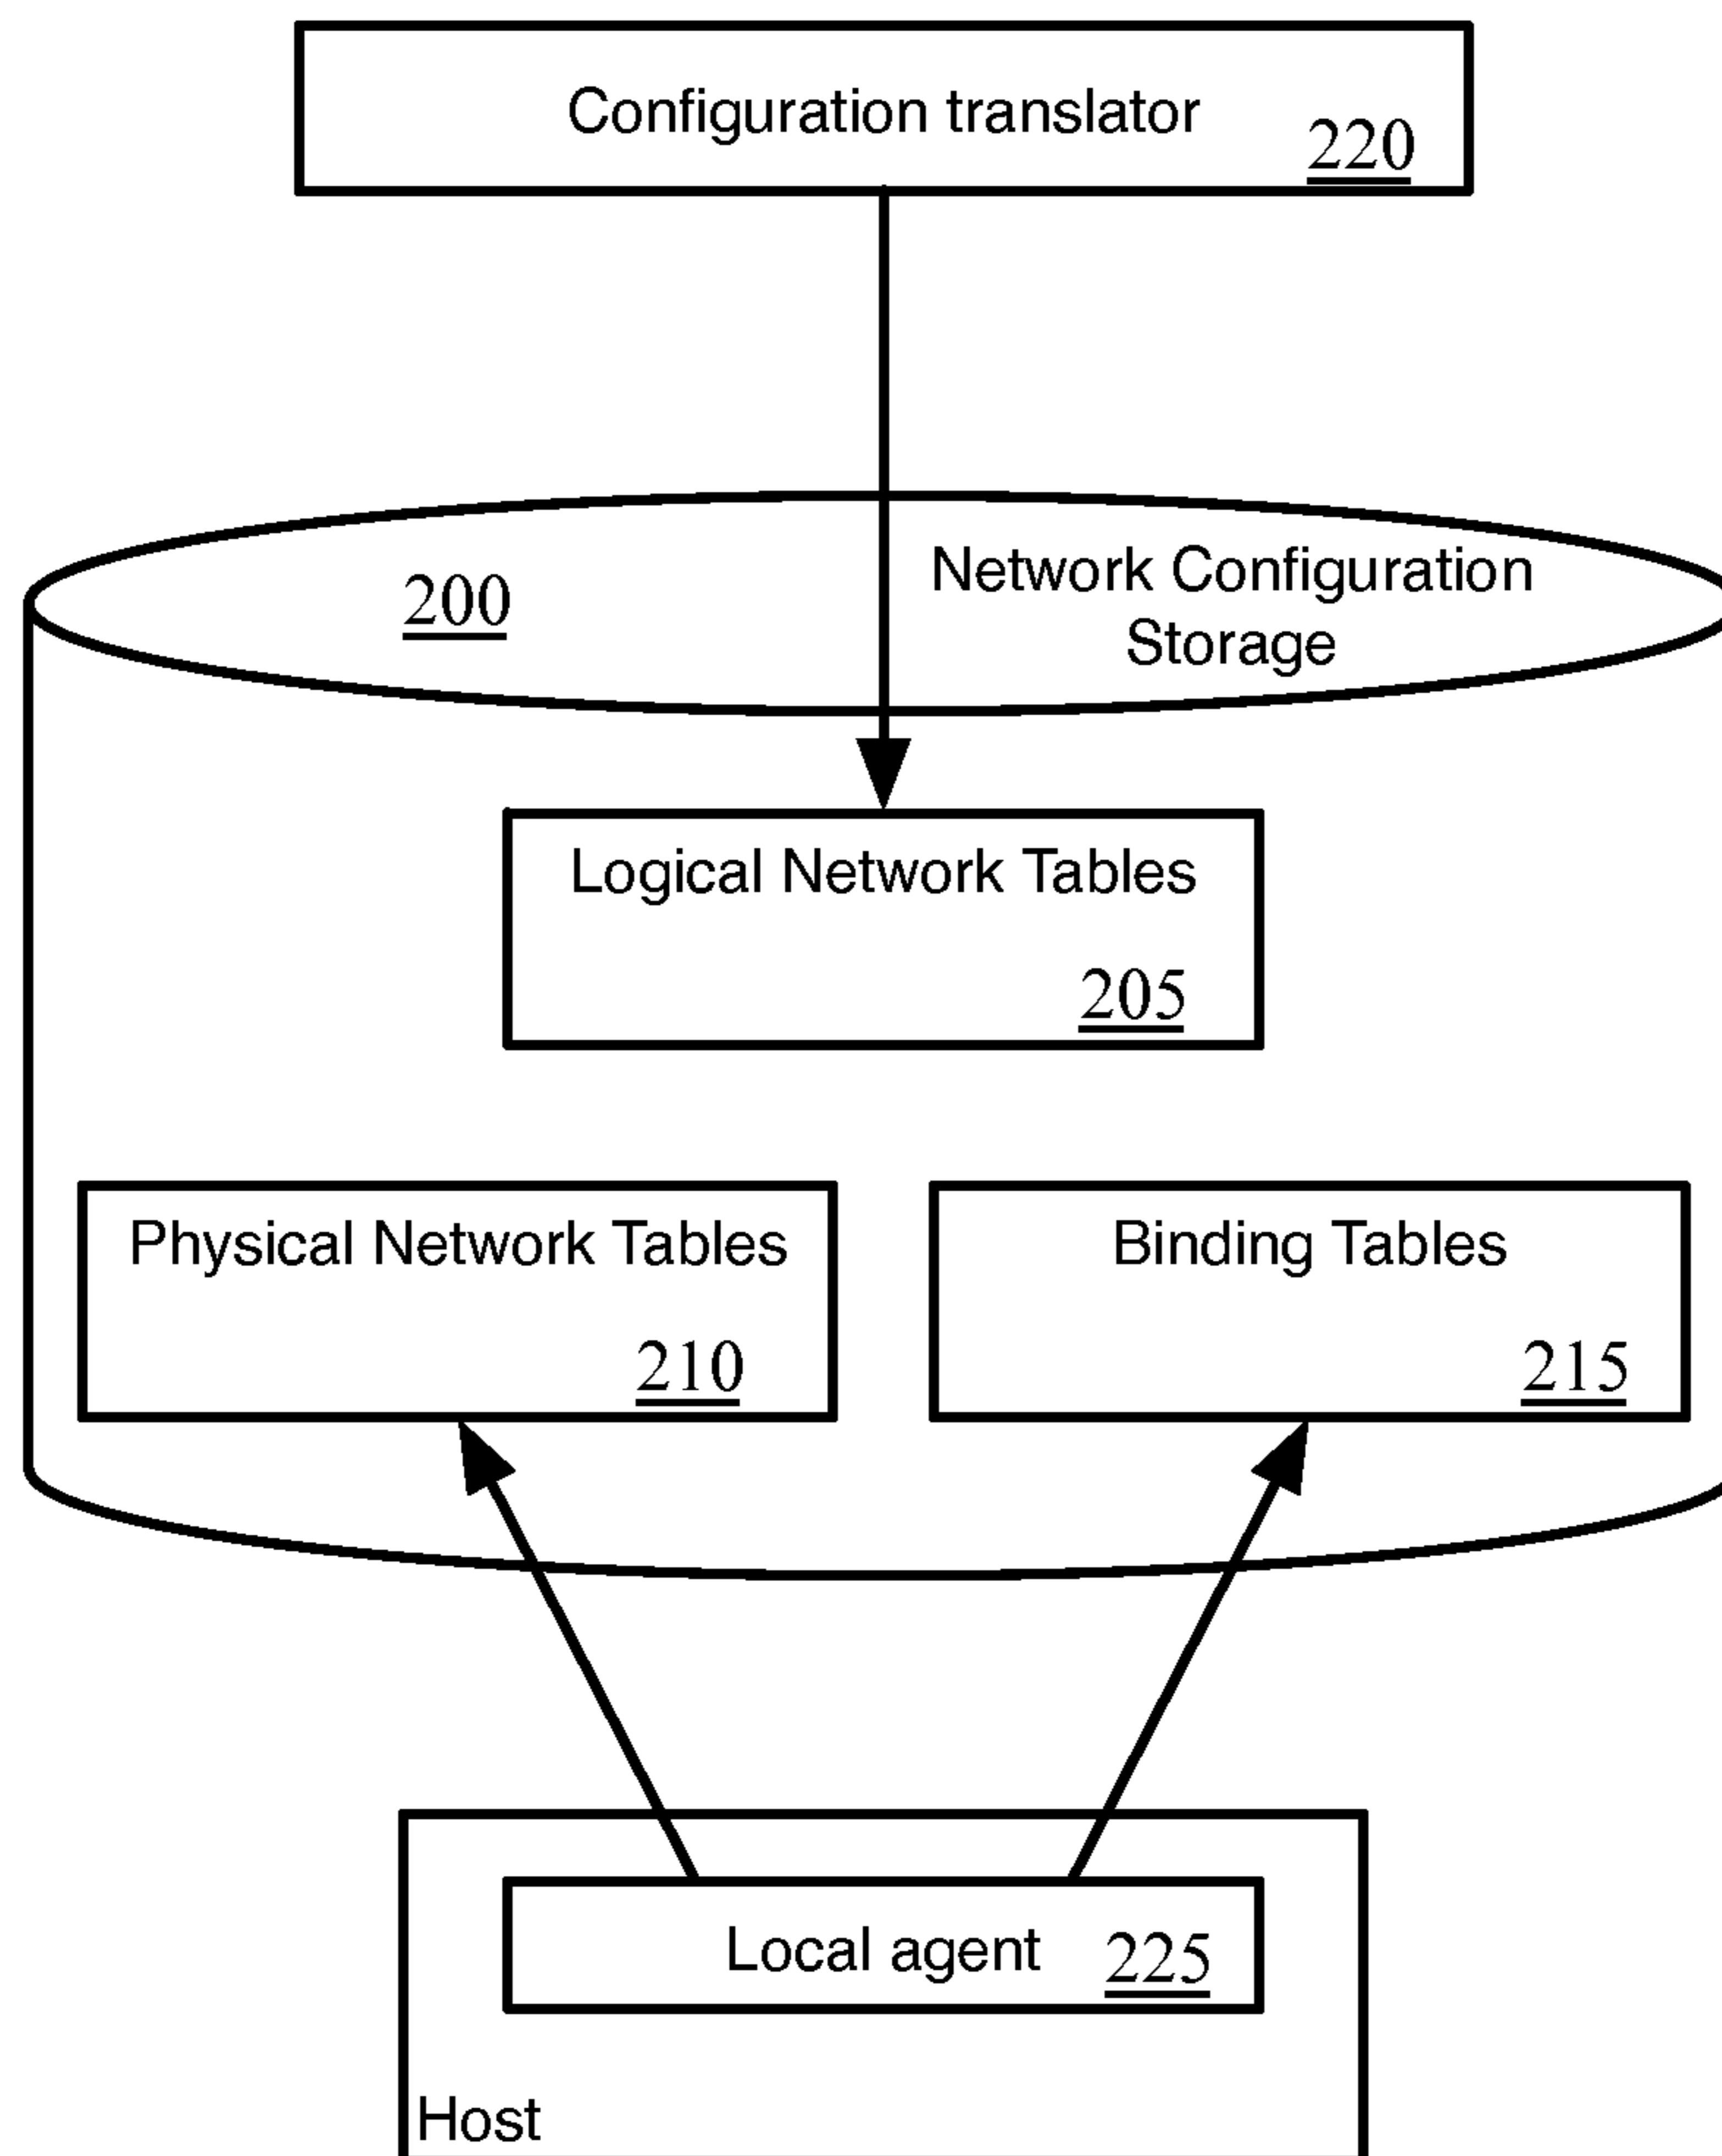 Configuration translator
220
200
Network Configuration
Storage
Logical Network Tables
205
Physical Network Tables
210
Binding Tables
215
Local agent 225
Host